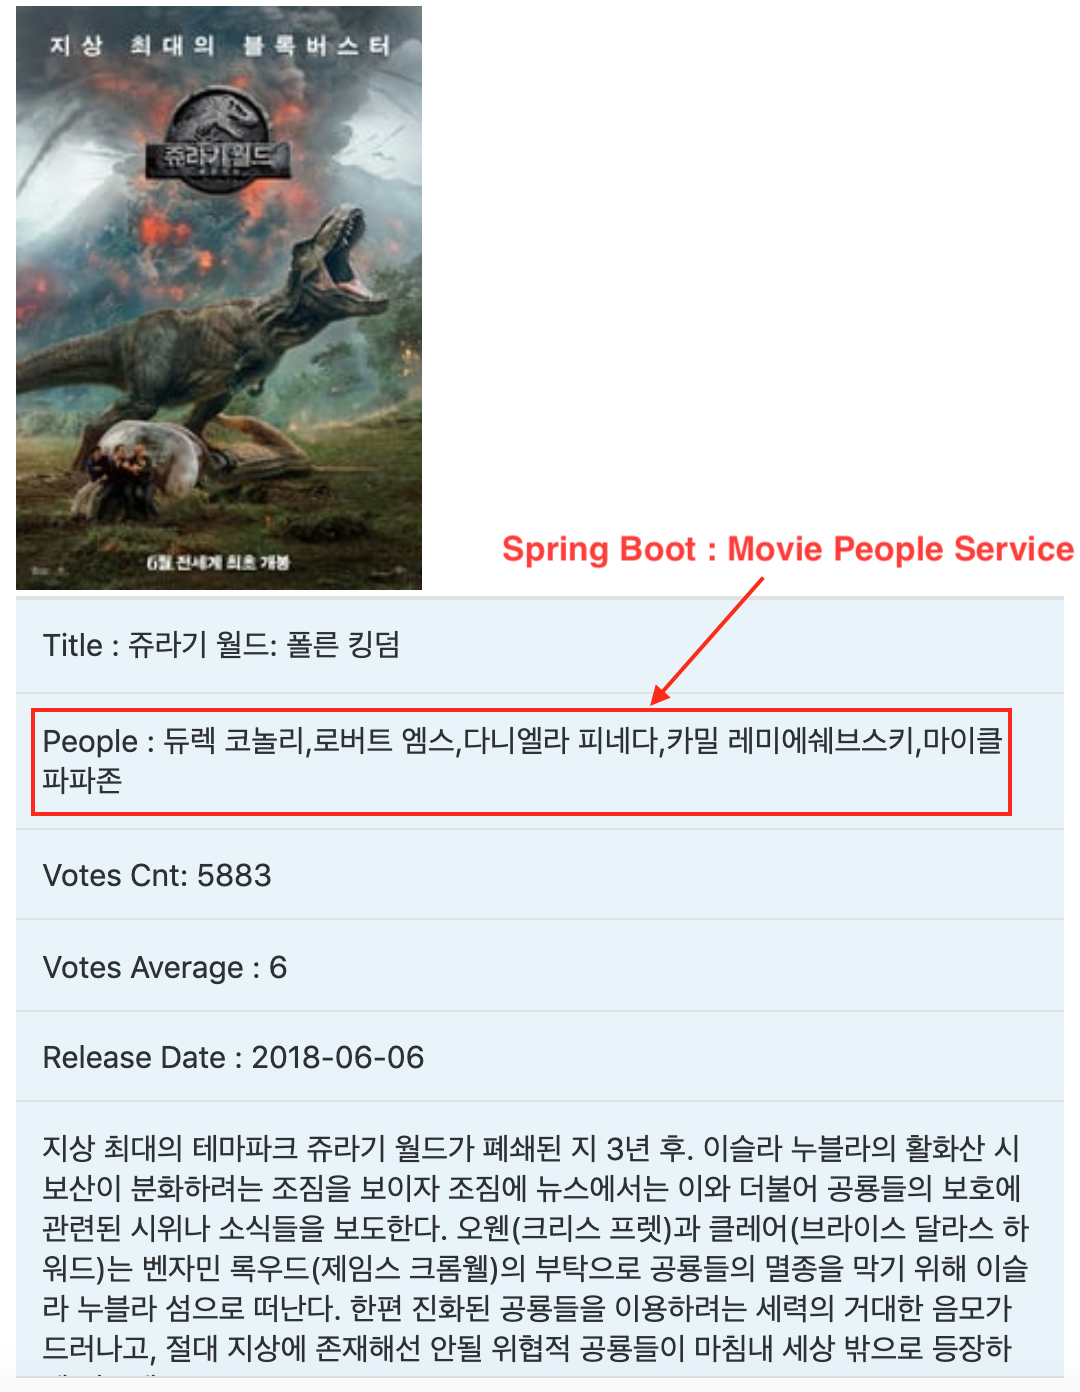 지상 최대의 블록버스터
쥬라기 월드
6월 전세계 최초 개봉
Spring Boot : Movie People Service
Title : 쥬라기 월드: 폴른 킹덤
People : 듀렉 코놀리,로버트 엠스,다니엘라 피네다,카밀 레미에쉐브스키,마이클
파파존
Votes Cnt: 5883
Votes Average : 6
Release Date : 2018-06-06
지상 최대의 테마파크 쥬라기 월드가 폐쇄된 지 3년 후. 이슬라 누블라의 활화산 시
보산이 분화하려는 조짐을 보이자 조짐에 뉴스에서는 이와 더불어 공룡들의 보호에
관련된 시위나 소식들을 보도한다. 오웬(크리스 프렛)과 클레어(브라이스 달라스 하
워드)는 벤자민 록우드(제임스 크롬웰)의 부탁으로 공룡들의 멸종을 막기 위해 이슬
라 누블라 섬으로 떠난다. 한편 진화된 공룡들을 이용하려는 세력의 거대한 음모가
드러나고, 절대 지상에 존재해선 안될 위협적 공룡들이 마침내 세상 밖으로 등장하